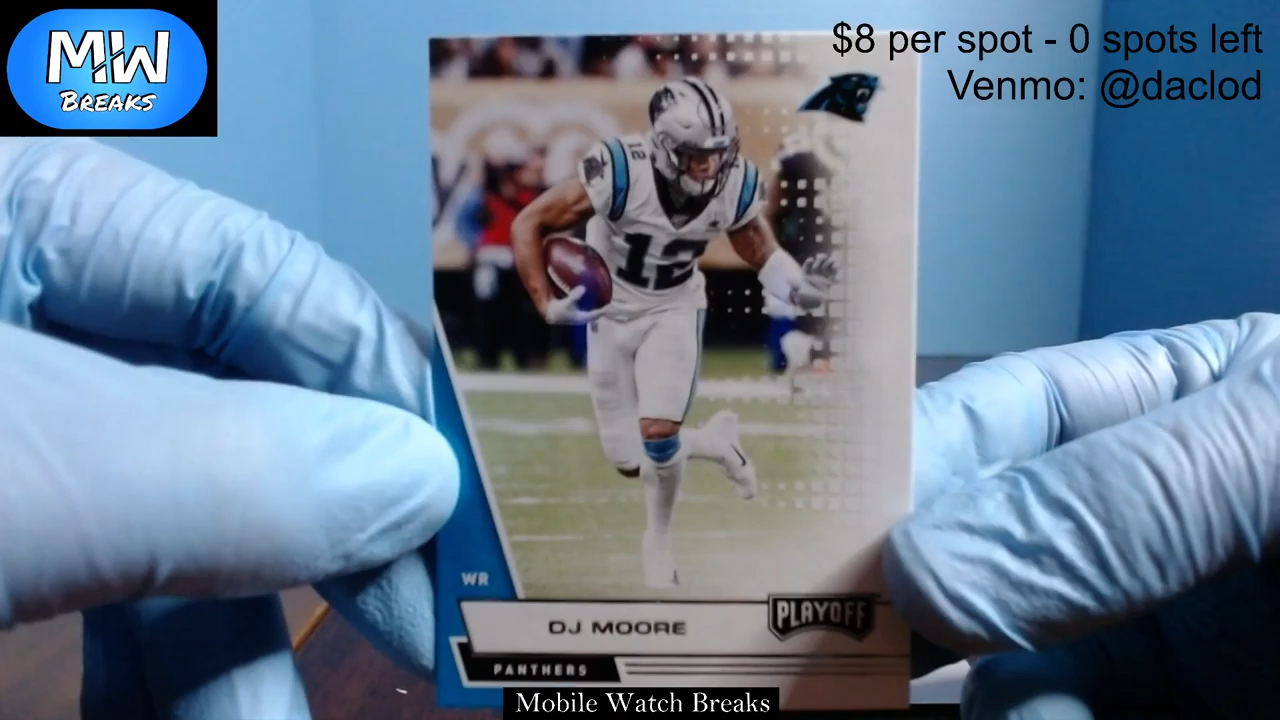 MW
BREAKS
$8 per spot - 0 spots left
Venmo: @daclod
12
12
WR
DJ MOORE
PLAYOFF
PANTHERS
Mobile Watch Breaks